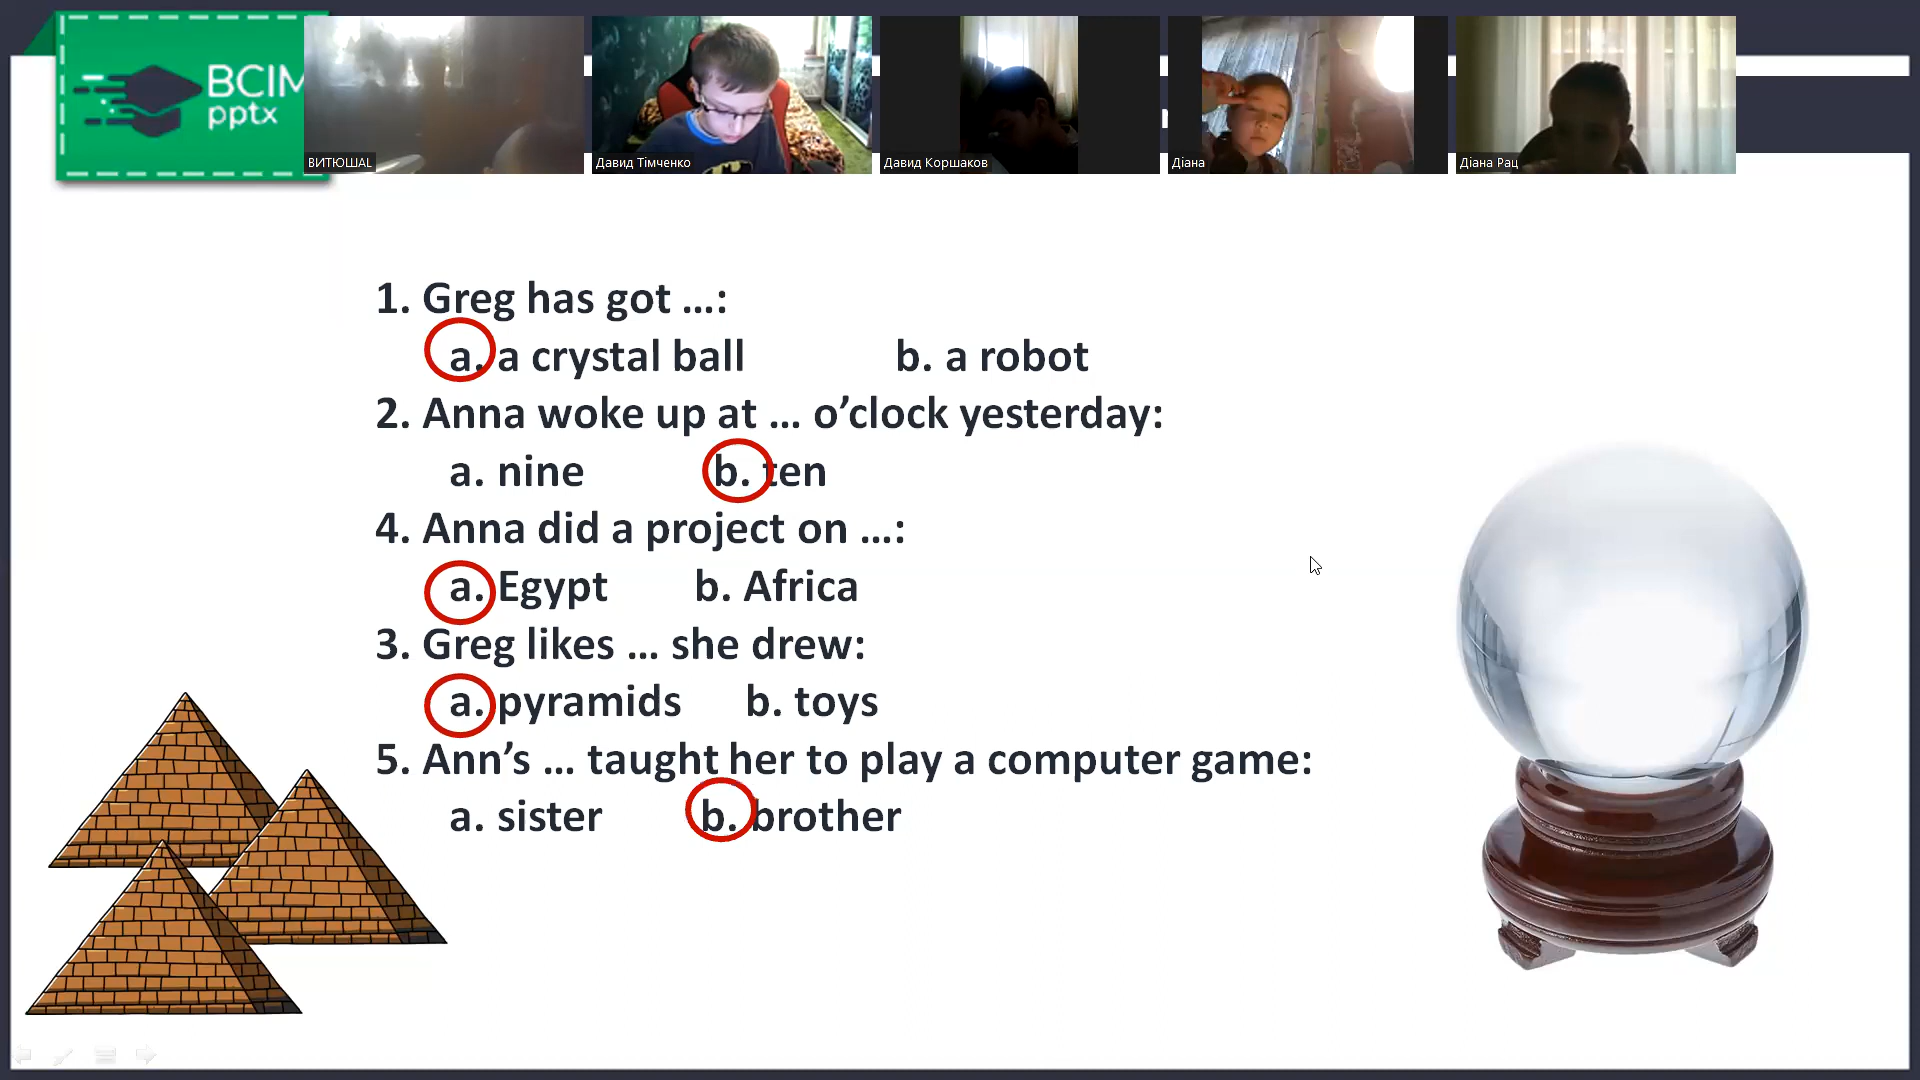 ВСІМ
pptx
ВИТЮШАL
Давид Тімченко
Давид Коршаков
Діана
Діана Рац
1. Greg has got …:
a. a crystal ball b. a robot
2. Anna woke up at … o’clock yesterday:
a. nine b. ten
4. Anna did a project on …:
a. Egypt b. Africa
3. Greg likes … she drew:
a. pyramids b. toys
5. Ann’s … taught her to play a computer game:
a. sister b. brother